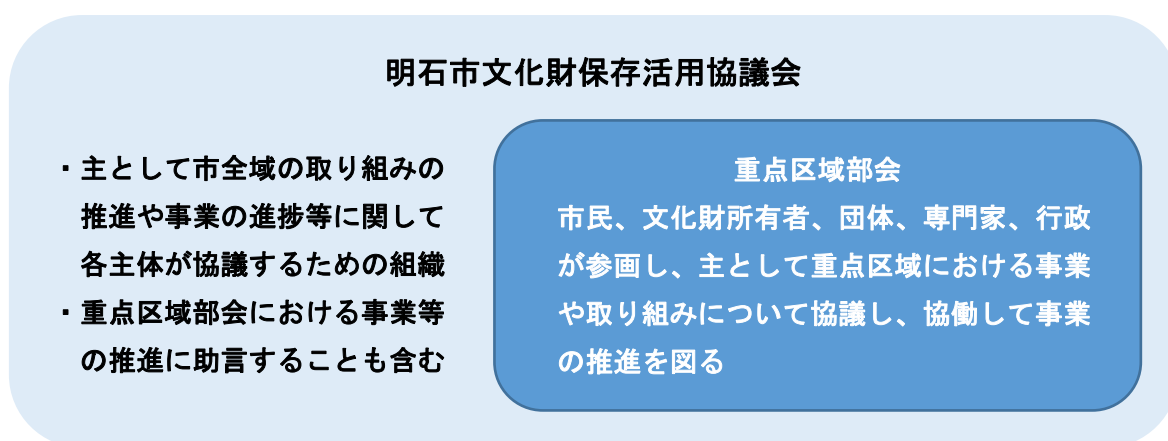 明石市文化財保存活用協議会
・主として市全域の取り組みの
推進や事業の進捗等に関して
各主体が協議するための組織
・重点区域部会における事業等
の推進に助言することも含む
重点区域部会
市民、文化財所有者、団体、専門家、行政
が参画し、主として重点区域における事業
や取り組みについて協議し、協働して事業
の推進を図る